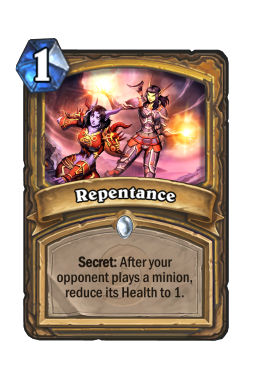 1
Repentance
Secret: After your
opponent plays a minion,
reduce its Health to 1.